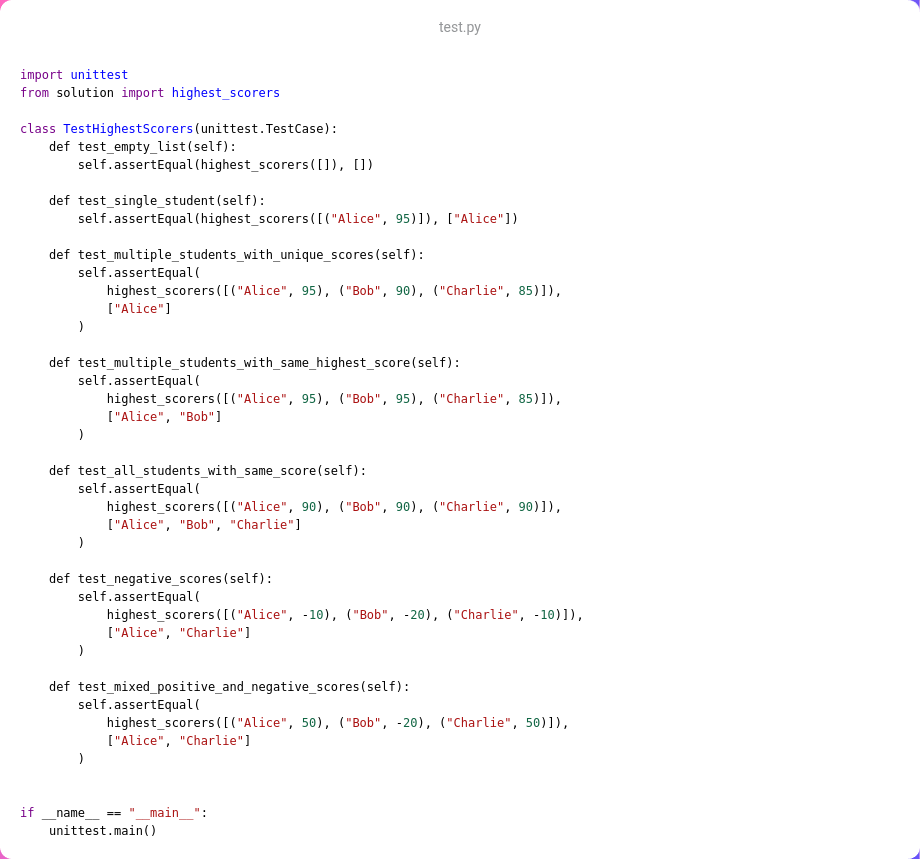 test.py
import unittest
from solution import highest_scorers

class TestHighestScorers(unittest.TestCase):
    def test_empty_list(self):
        self.assertEqual(highest_scorers([]), [])

    def test_single_student(self):
        self.assertEqual(highest_scorers([("Alice", 95)]), ["Alice"])

    def test_multiple_students_with_unique_scores(self):
        self.assertEqual(
            highest_scorers([("Alice", 95), ("Bob", 90), ("Charlie", 85)]),
            ["Alice"]
        )

    def test_multiple_students_with_same_highest_score(self):
        self.assertEqual(
            highest_scorers([("Alice", 95), ("Bob", 95), ("Charlie", 85)]),
            ["Alice", "Bob"]
        )

    def test_all_students_with_same_score(self):
        self.assertEqual(
            highest_scorers([("Alice", 90), ("Bob", 90), ("Charlie", 90)]),
            ["Alice", "Bob", "Charlie"]
        )

    def test_negative_scores(self):
        self.assertEqual(
            highest_scorers([("Alice", -10), ("Bob", -20), ("Charlie", -10)]),
            ["Alice", "Charlie"]
        )

    def test_mixed_positive_and_negative_scores(self):
        self.assertEqual(
            highest_scorers([("Alice", 50), ("Bob", -20), ("Charlie", 50)]),
            ["Alice", "Charlie"]
        )


if __name__ == "__main__":
    unittest.main()